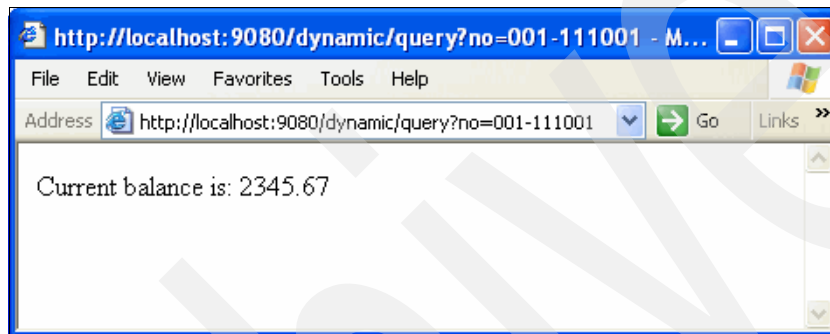 http://localhost:9080/dynamic/query?no=001-111001 - M...
File Edit View Favorites Tools Help
Address http://localhost:9080/dynamic/query?no=001-111001 Go Links »
Current balance is: 2345.67